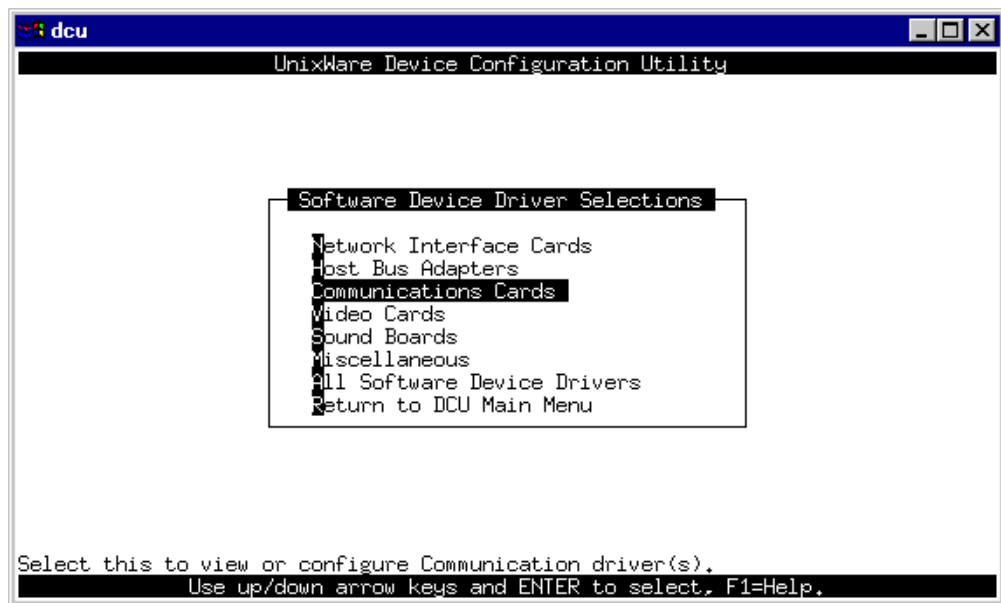 dcu
UnixWare Device Configuration Utility
Software Device Driver Selections
Network Interface Cards
Host Bus Adapters
Communications Cards
Video Cards
Sound Boards
Miscellaneous
All Software Device Drivers
Return to DCU Main Menu
Select this to view or configure Communication driver(s).
Use up/down arrow keys and ENTER to select, F1=Help.